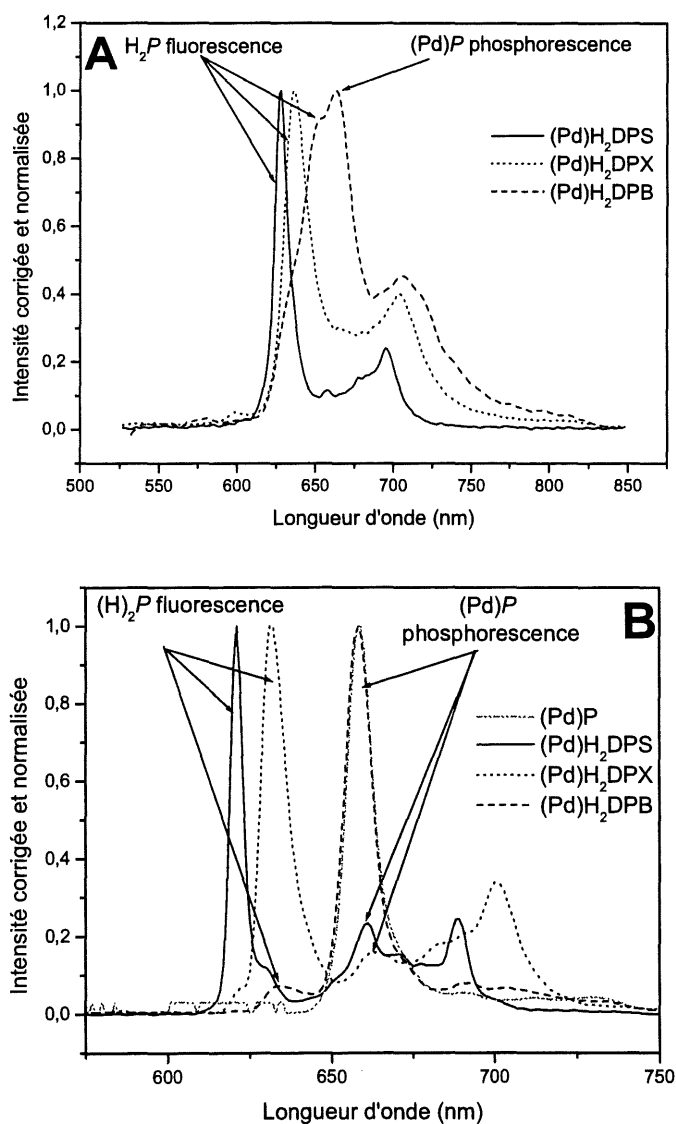 A
H₂P fluorescence
(Pd)P phosphorescence
1,2
1,0
0,8
0,6
0,4
0,2
0,0
Intensité corrigée et normalisée
(Pd)H₂DPS
(Pd)H₂DPX
(Pd)H₂DPB
500 550 600 650 700 750 800 850
Longueur d'onde (nm)
B
(H)₂P fluorescence
(Pd)P
phosphorescence
1,0
0,8
0,6
0,4
0,2
0,0
Intensité corrigée et normalisée
(Pd)P
(Pd)H₂DPS
(Pd)H₂DPX
(Pd)H₂DPB
600 650 700 750
Longueur d'onde (nm)